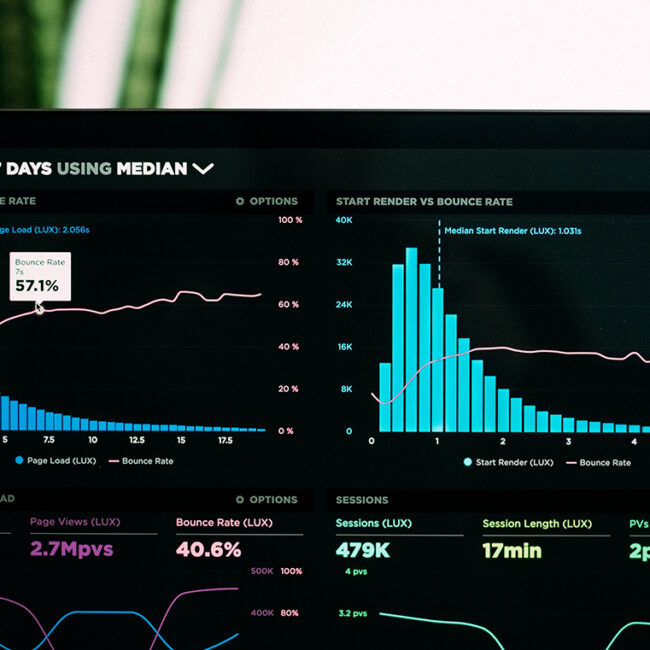 7 DAYS USING MEDIAN
E RATE
OPTIONS
ge Load (LUX): 2.056s
Bounce Rate
7s
57.1%
100 %
80 %
60 %
40 %
20 %
0 %
5 7.5 10 12.5 15 17.5
Page Load (LUX) Bounce Rate
START RENDER VS BOUNCE RATE
Median Start Render (LUX): 1.031s
40K
32K
24K
16K
8K
0
0 1 2 3 4
Start Render (LUX) Bounce Rate
AD
OPTIONS
Page Views (LUX)
2.7Mpvs
Bounce Rate (LUX)
40.6%
500K 100%
400K 80%
SESSIONS
Sessions (LUX)
479K
Session Length (LUX)
17min
PVs
2p
4 pvs
3.2 pvs